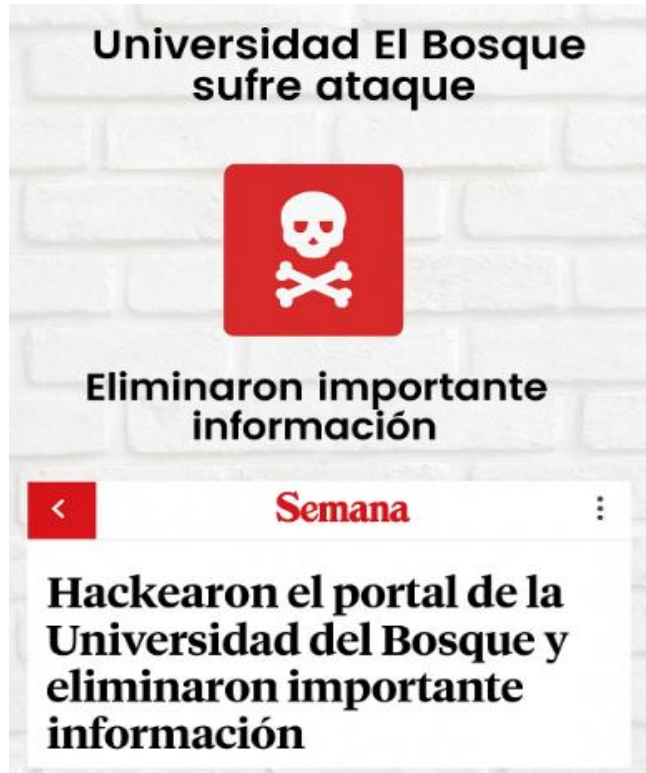 Universidad El Bosque
sufre ataque
Eliminaron importante
información
Semana
Hackearon el portal de la
Universidad del Bosque y
eliminaron importante
información